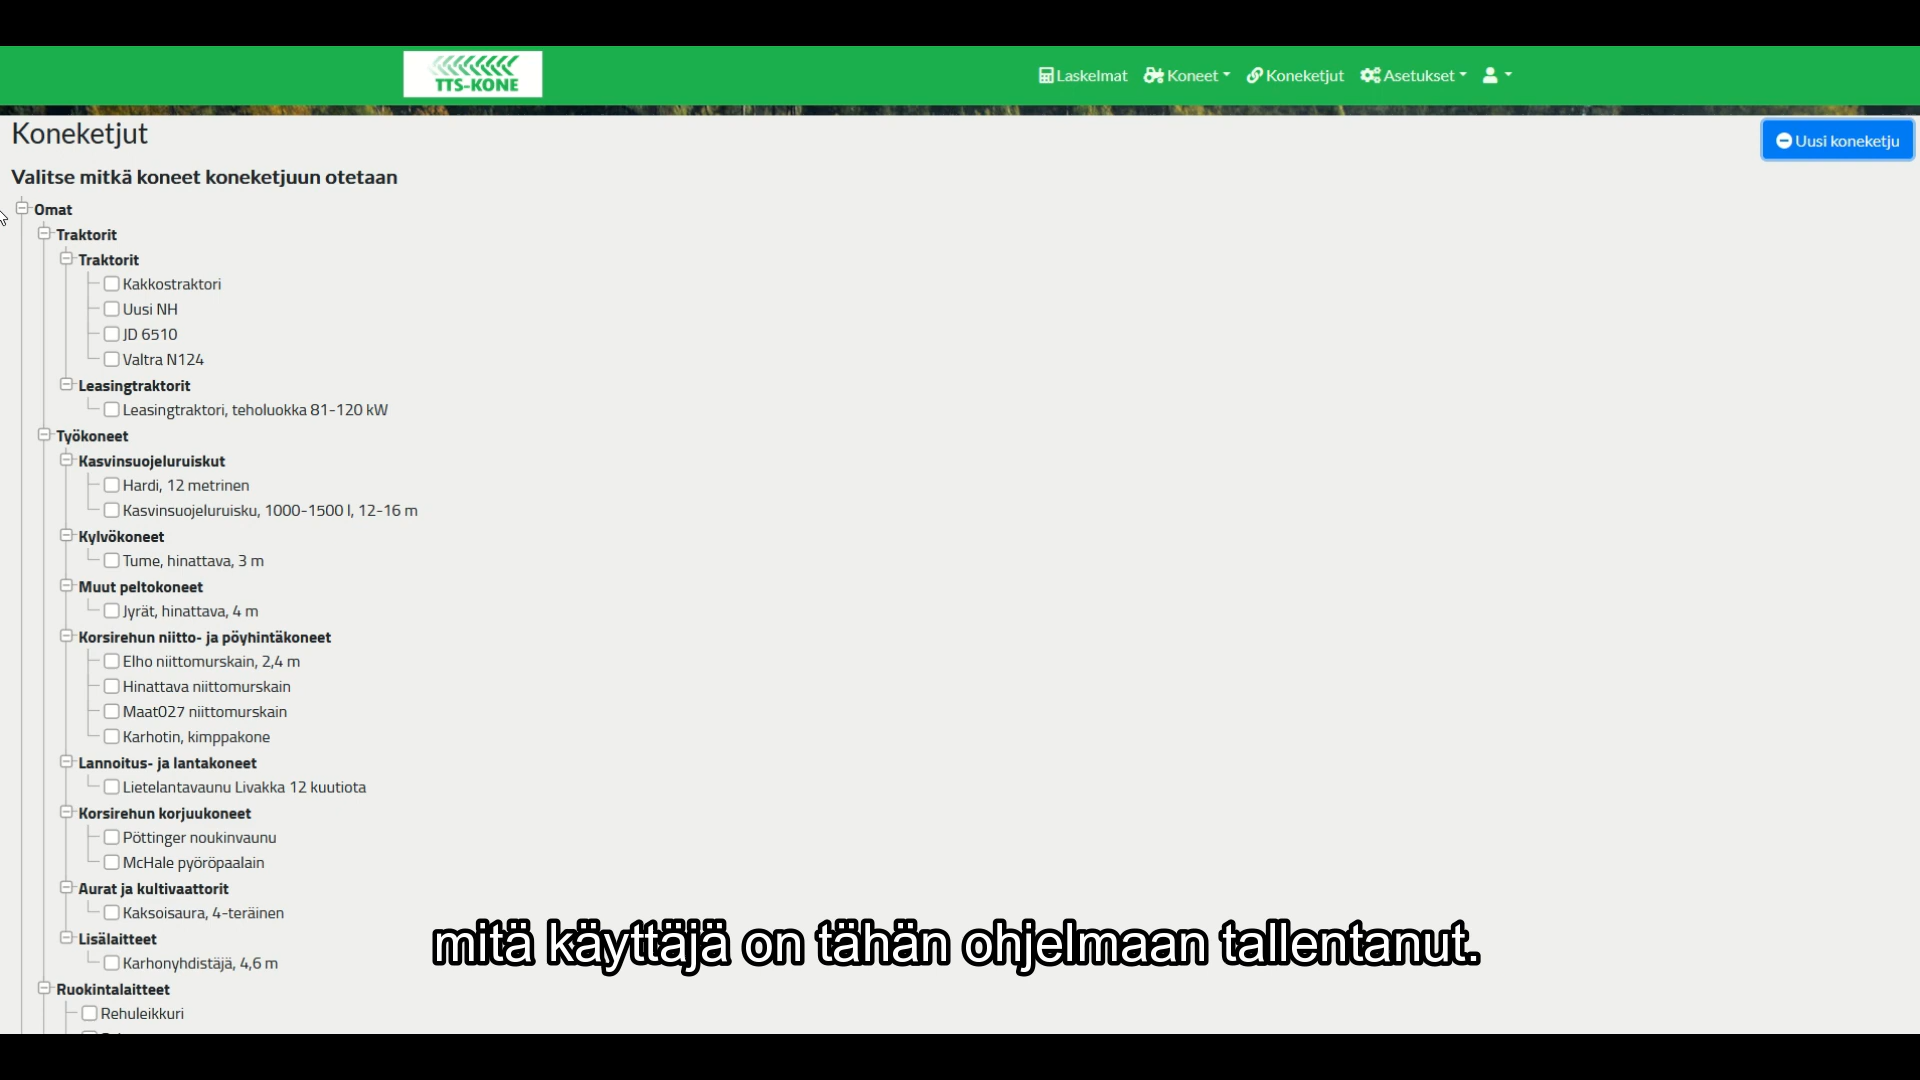 TTS-KONE
Laskelmat Koneet Koneketjut Asetukset
Koneketjut
Uusi koneketju
Valitse mitkä koneet koneketjuun otetaan
Omat
Traktorit
Traktorit
Kakkostraktori
Uusi NH
JD 6510
Valtra N124
Leasingtraktorit
Leasingtraktori, teholuokka 81-120 kW
Työkoneet
Kasvinsuojeluruiskut
Hardi, 12 metrinen
Kasvinsuojeluruisku, 1000-1500 l, 12-16 m
Kylvökoneet
Tume, hinattava, 3 m
Muut peltokoneet
Jyrät, hinattava, 4 m
Korsirehun niitto- ja pöyhintäkoneet
Elho niittomurskain, 2,4 m
Hinattava niittomurskain
Maat027 niittomurskain
Karhotin, kimppakone
Lannoitus- ja lantakoneet
Lietelantavaunu Livakka 12 kuutiota
Korsirehun korjuukoneet
Pöttinger noukinvaunu
McHale pyöröpaalain
Aurat ja kultivaattorit
Kaksoisaura, 4-teräinen
Lisälaitteet
Karhonyhdistäjä, 4,6 m
Ruokintalaitteet
Rehuleikkuri
mitä käyttäjä on tähän ohjelmaan tallentanut.